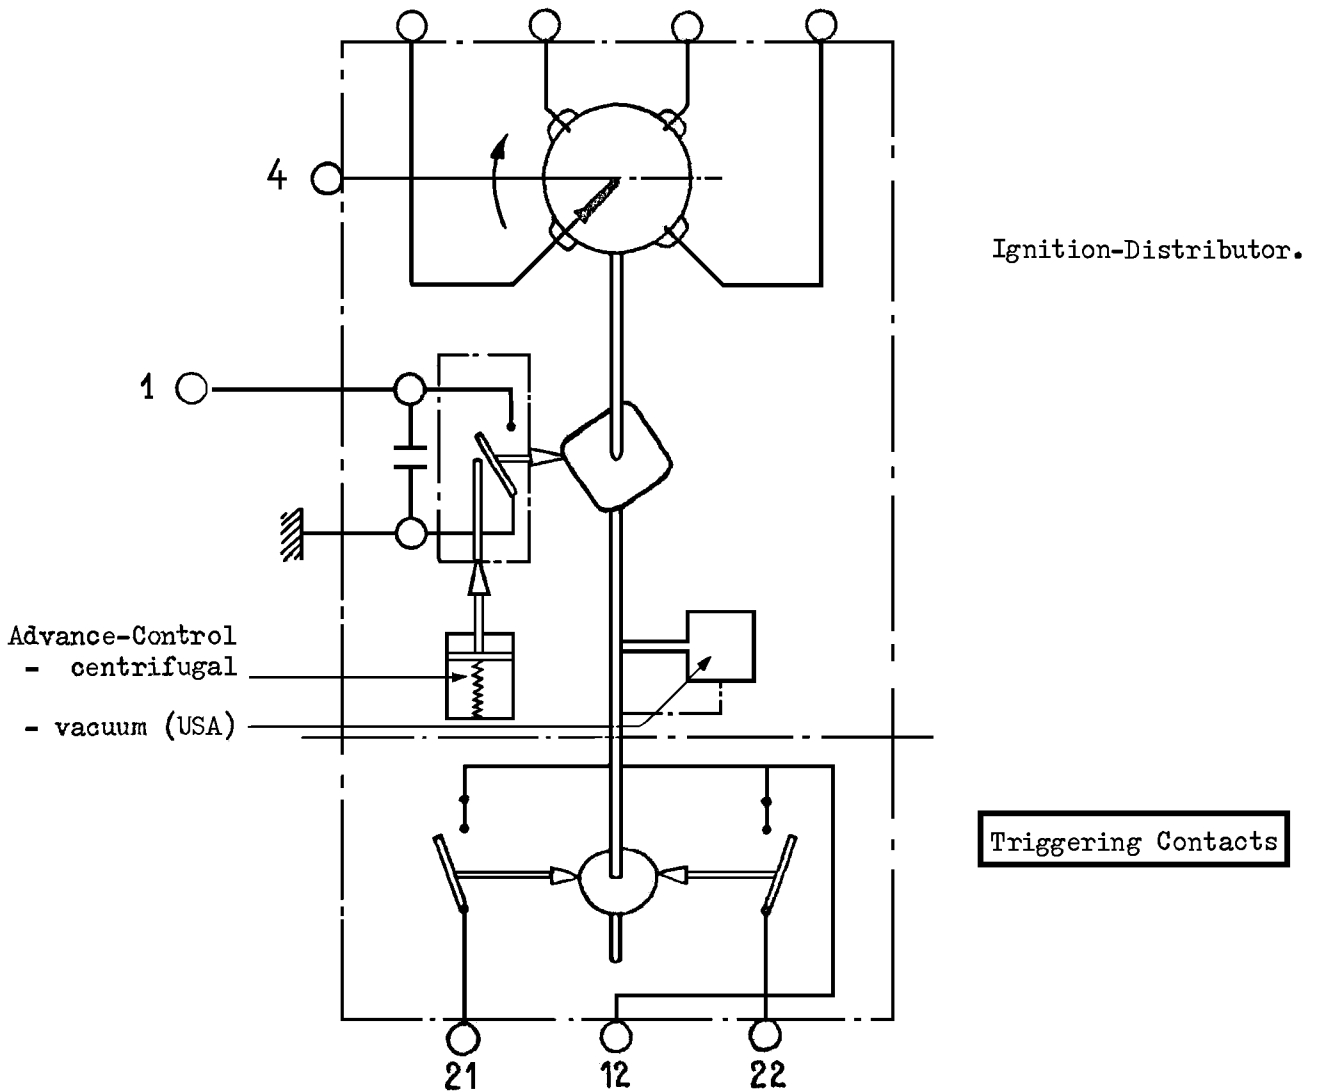 4
Ignition-Distributor.
1
Advance-Control
- centrifugal
- vacuum (USA)
Triggering Contacts
21 12 22